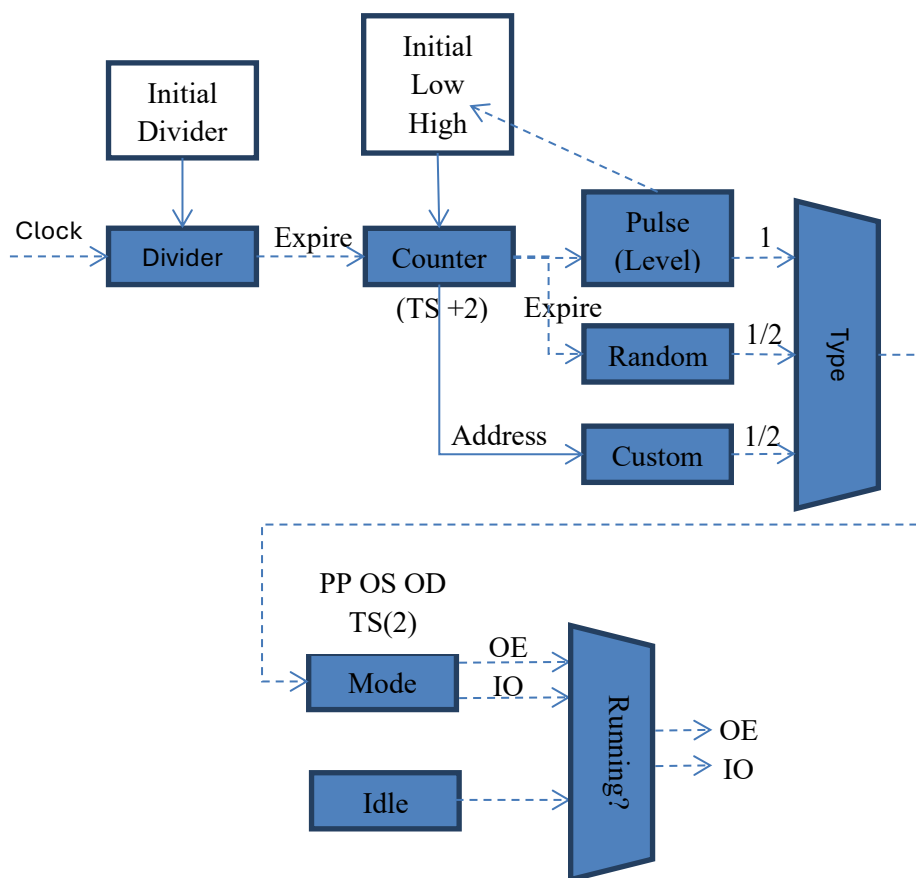 Initial
Divider
Initial
Low
High
Clock
Divider
Expire
Counter
(TS +2)
Pulse
(Level)
1
Expire
Random
1/2
Type
Address
Custom
1/2
PP OS OD
TS(2)
Mode
OE
IO
Running?
OE
IO
Idle